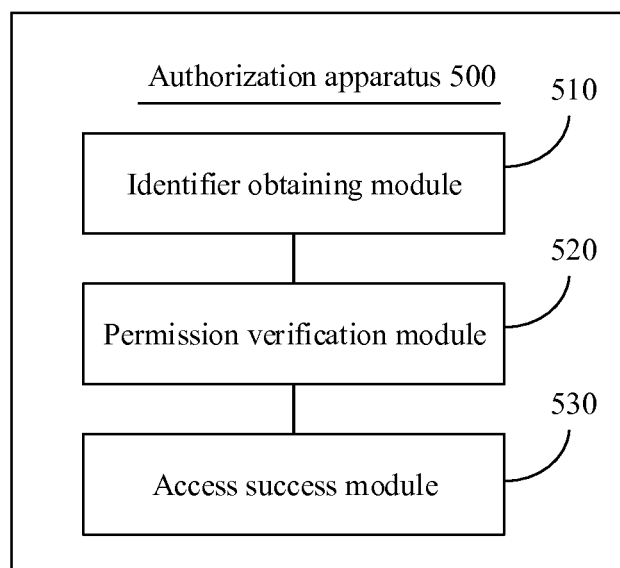 Authorization apparatus 500
510
Identifier obtaining module
520
Permission verification module
530
Access success module